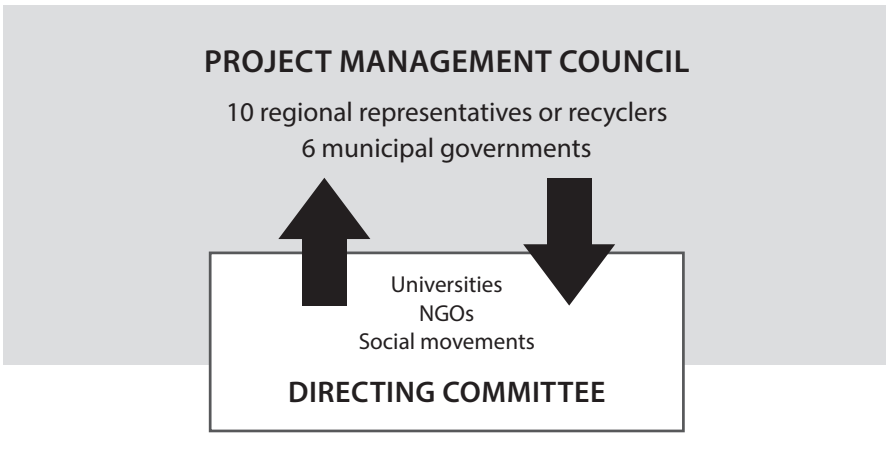 PROJECT MANAGEMENT COUNCIL
10 regional representatives or recyclers
6 municipal governments
Universities
NGOs
Social movements
DIRECTING COMMITTEE